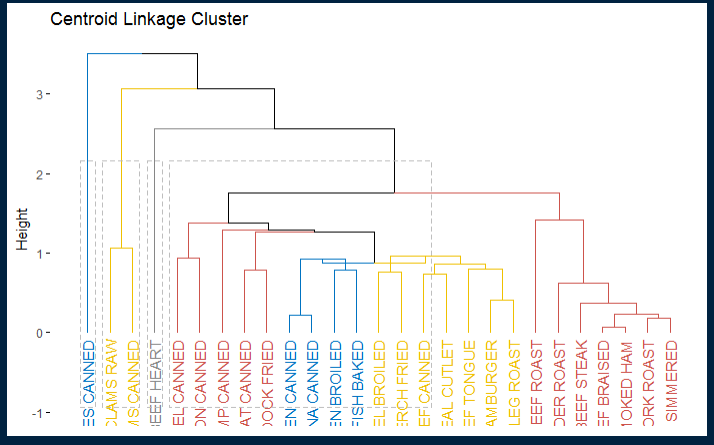 Centroid Linkage Cluster
Height
3
2
1
0
-1
ES CANNED
CLAMS RAW
MS CANNED
BEEF HEART
EL CANNED
ON CANNED
MP CANNED
AT CANNED
OCK FRIED
EN CANNED
NA CANNED
EN BROILED
FISH BAKED
EL BROILED
ERCH FRIED
EF CANNED
EAL CUTLET
EF TONGUE
AMBURGER
LEG ROAST
EEF ROAST
DER ROAST
BEEF STEAK
EF BRAISED
MOKED HAM
ORK ROAST
SIMMERED